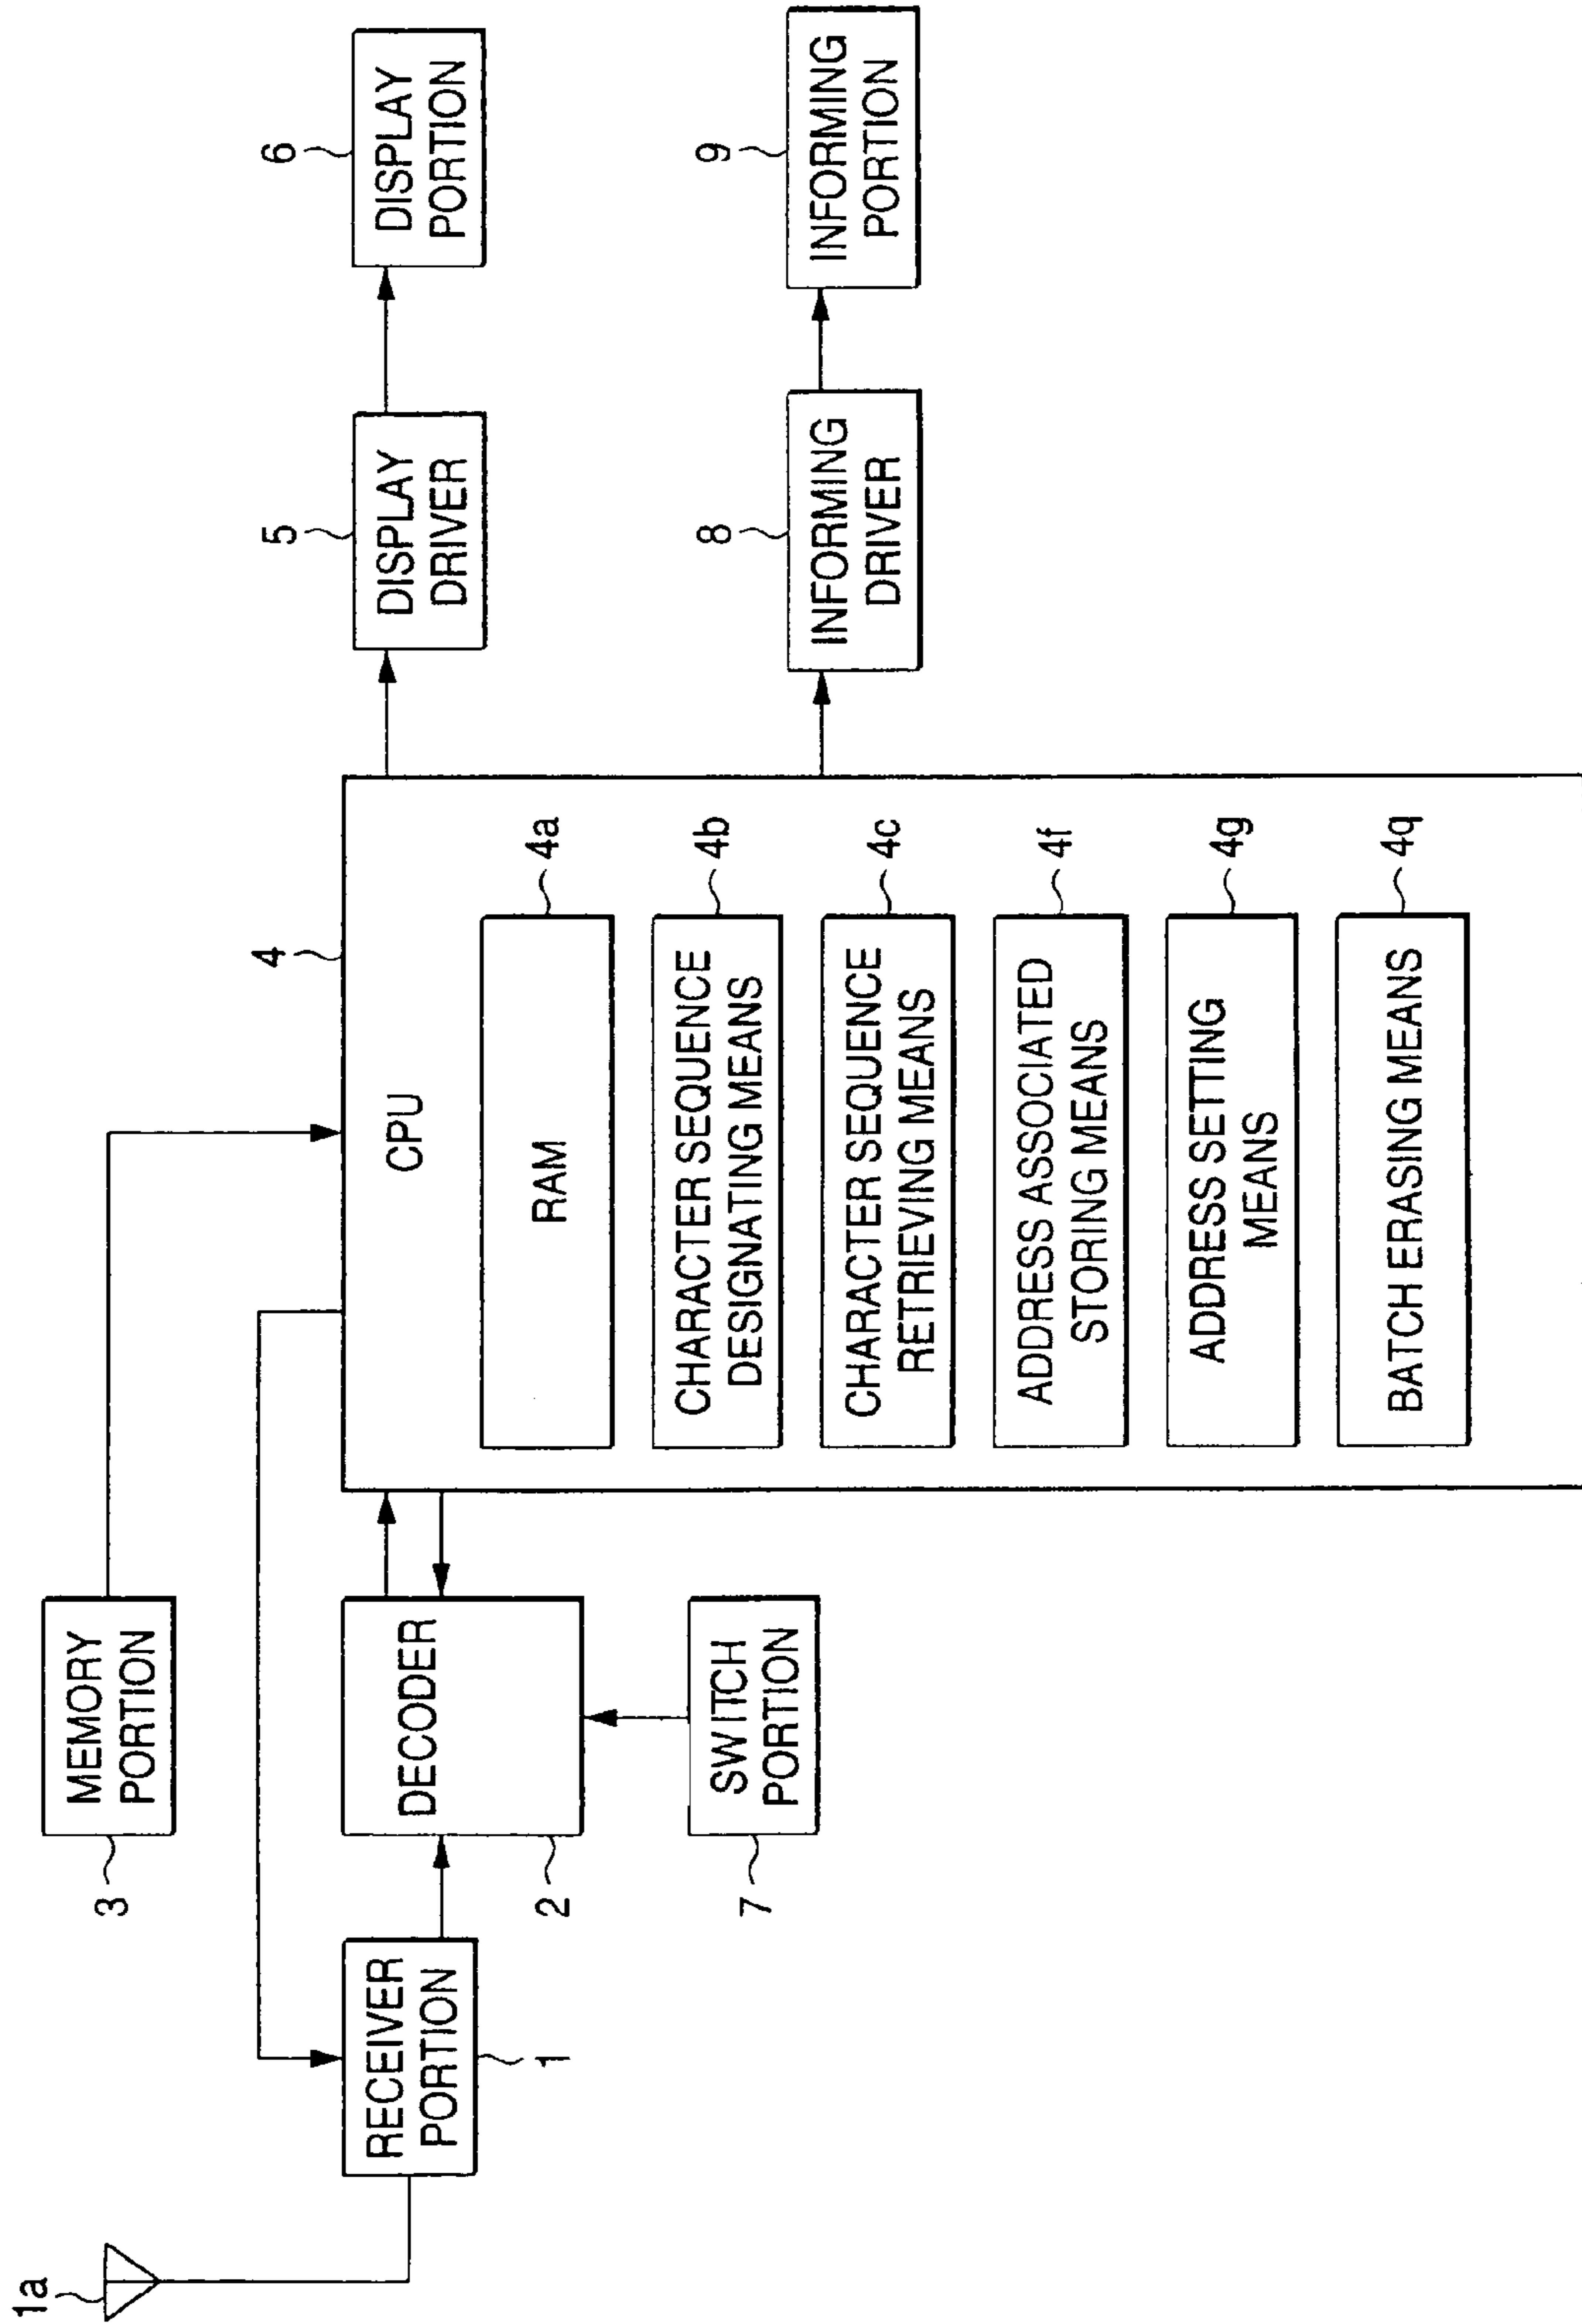 1a
RECEIVER
PORTION
1
MEMORY
PORTION
3
DECODER
2
SWITCH
PORTION
7
4
CPU
RAM
4a
CHARACTER SEQUENCE
DESIGNATING MEANS
4b
CHARACTER SEQUENCE
RETRIEVING MEANS
4c
ADDRESS ASSOCIATED
STORING MEANS
4f
ADDRESS SETTING
MEANS
4g
BATCH ERASING MEANS
4q
5
DISPLAY
DRIVER
6
DISPLAY
PORTION
8
INFORMING
DRIVER
9
INFORMING
PORTION